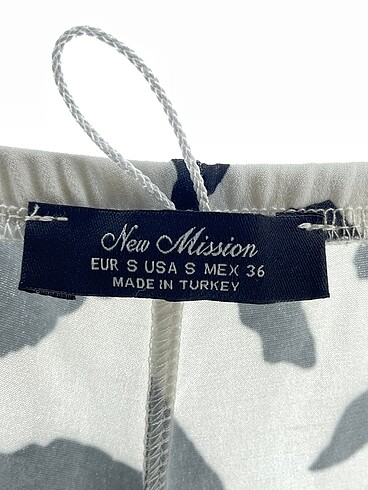 New Mission
EUR S USA S MEX 36
MADE IN TURKEY